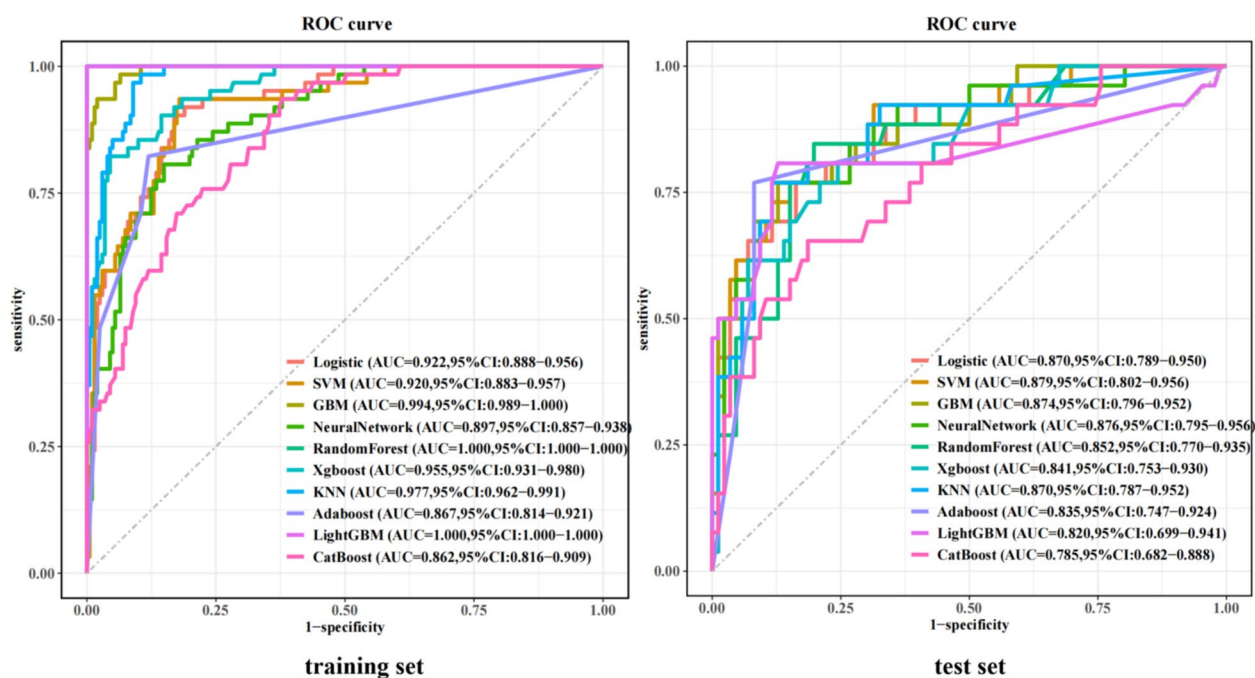 ROC curve
1.00
0.75
sensitivity
0.50
0.25
0.00
Logistic (AUC=0.922,95%CI:0.888−0.956)
SVM (AUC=0.920,95%CI:0.883−0.957)
GBM (AUC=0.994,95%CI:0.989−1.000)
NeuralNetwork (AUC=0.897,95%CI:0.857−0.938)
RandomForest (AUC=1.000,95%CI:1.000−1.000)
Xgboost (AUC=0.955,95%CI:0.931−0.980)
KNN (AUC=0.977,95%CI:0.962−0.991)
Adaboost (AUC=0.867,95%CI:0.814−0.921)
LightGBM (AUC=1.000,95%CI:1.000−1.000)
CatBoost (AUC=0.862,95%CI:0.816−0.909)
0.00 0.25 0.50 0.75 1.00
1−specificity
training set
ROC curve
1.00
0.75
sensitivity
0.50
0.25
0.00
Logistic (AUC=0.870,95%CI:0.789−0.950)
SVM (AUC=0.879,95%CI:0.802−0.956)
GBM (AUC=0.874,95%CI:0.796−0.952)
NeuralNetwork (AUC=0.876,95%CI:0.795−0.956)
RandomForest (AUC=0.852,95%CI:0.770−0.935)
Xgboost (AUC=0.841,95%CI:0.753−0.930)
KNN (AUC=0.870,95%CI:0.787−0.952)
Adaboost (AUC=0.835,95%CI:0.747−0.924)
LightGBM (AUC=0.820,95%CI:0.699−0.941)
CatBoost (AUC=0.785,95%CI:0.682−0.888)
0.00 0.25 0.50 0.75 1.00
1−specificity
test set